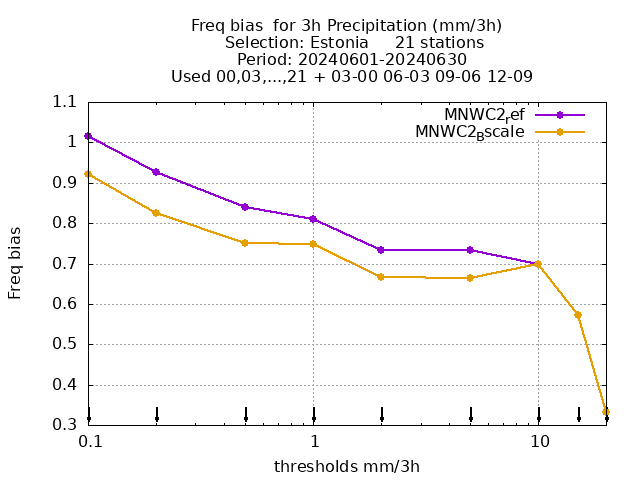 Freq bias  for 3h Precipitation (mm/3h)
Selection: Estonia     21 stations
Period: 20240601-20240630
Used 00,03,...,21 + 03-00 06-03 09-06 12-09
MNWC2ref
MNWC2Bscale
1.1
1
0.9
0.8
0.7
0.6
0.5
0.4
0.3
Freq bias
0.1 1 10
thresholds mm/3h